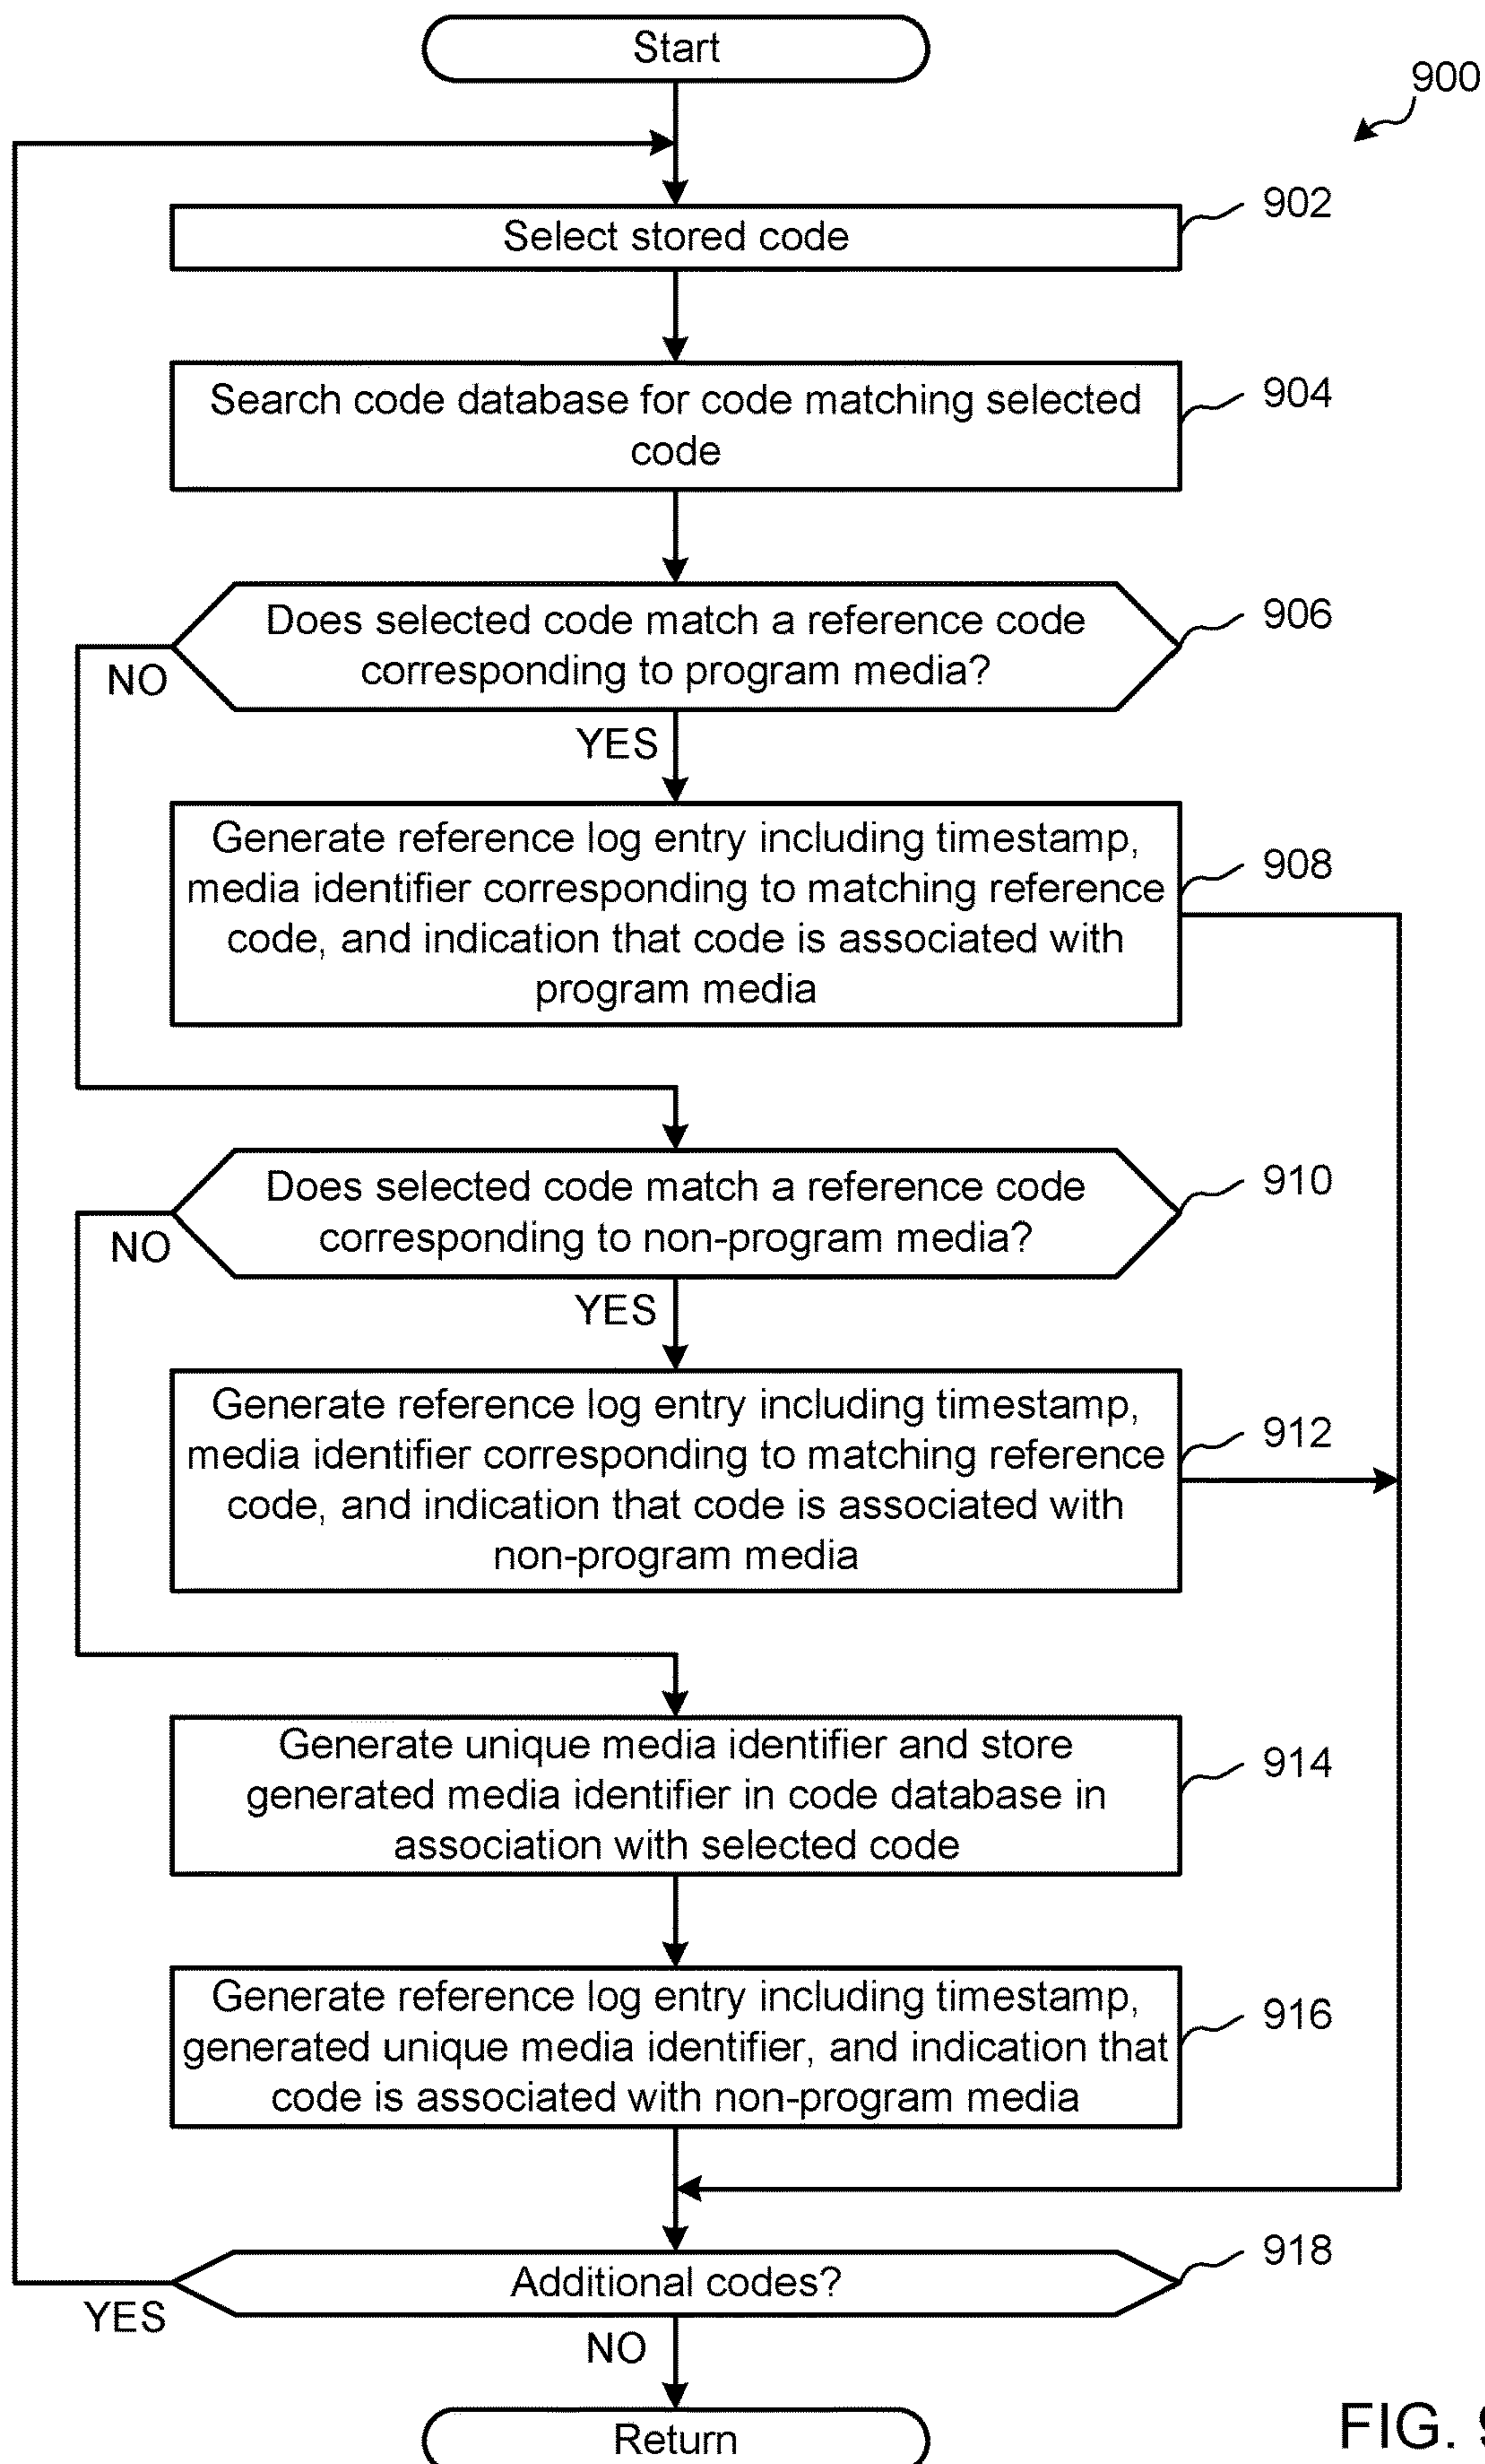 Start
900
Select stored code
902
Search code database for code matching selected
code
904
Does selected code match a reference code
corresponding to program media?
906
NO
YES
Generate reference log entry including timestamp,
media identifier corresponding to matching reference
code, and indication that code is associated with
program media
908
Does selected code match a reference code
corresponding to non-program media?
910
NO
YES
Generate reference log entry including timestamp,
media identifier corresponding to matching reference
code, and indication that code is associated with
non-program media
912
Generate unique media identifier and store
generated media identifier in code database in
association with selected code
914
Generate reference log entry including timestamp,
generated unique media identifier, and indication that
code is associated with non-program media
916
Additional codes?
918
YES
NO
Return
FIG. 9